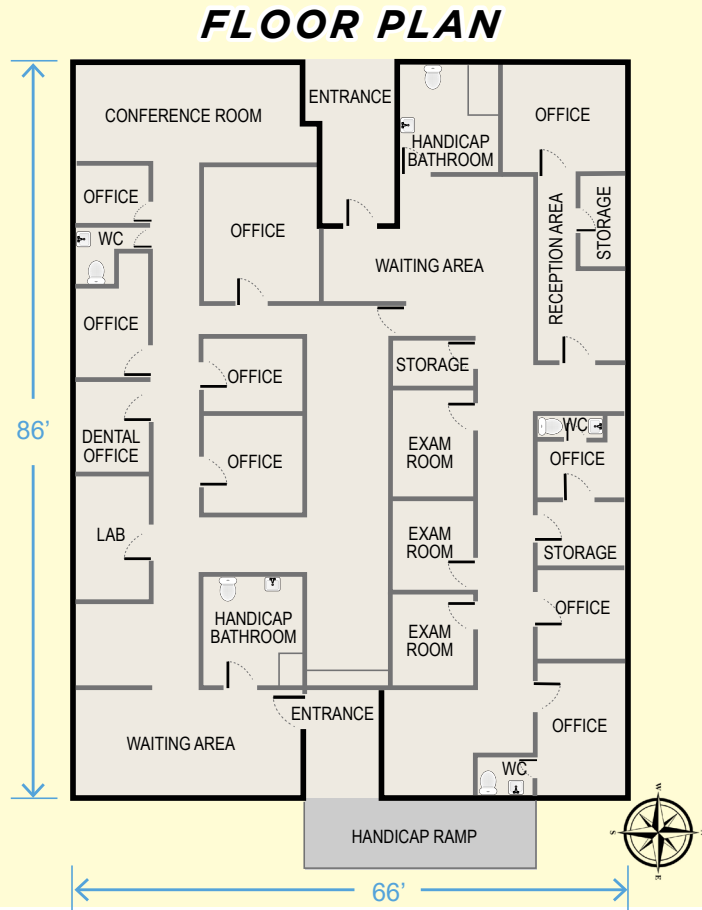 FLOOR PLAN
ENTRANCE
CONFERENCE ROOM
OFFICE
HANDICAP
BATHROOM
OFFICE
WC
OFFICE
WAITING AREA
RECEPTION AREA
STORAGE
OFFICE
OFFICE
STORAGE
86’
DENTAL
OFFICE
OFFICE
EXAM
ROOM
WC
OFFICE
LAB
EXAM
ROOM
STORAGE
HANDICAP
BATHROOM
EXAM
ROOM
OFFICE
ENTRANCE
WAITING AREA
OFFICE
WC
HANDICAP RAMP
W
S
N
E
66’